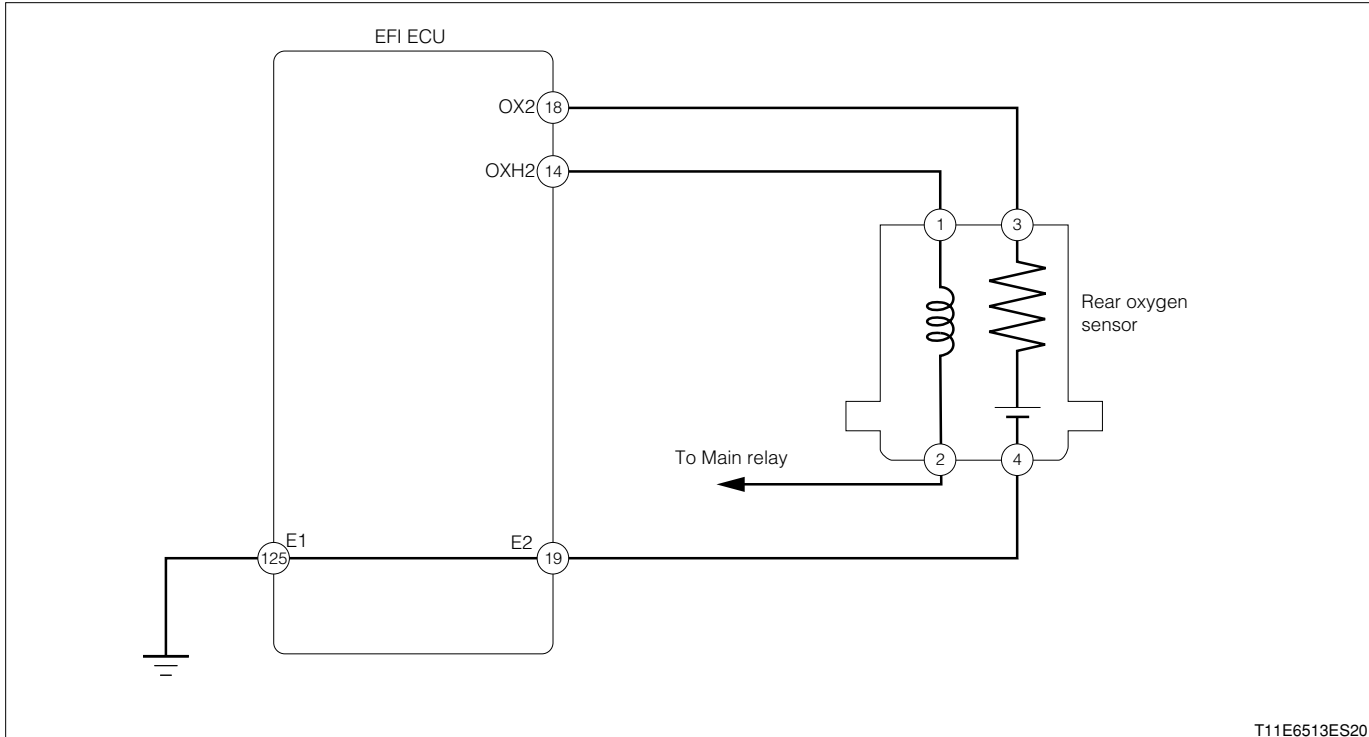 EFI ECU
OX2 18
OXH2 14
1 3
Rear oxygen
sensor
To Main relay
2 4
E1
125
E2
19
T11E6513ES20